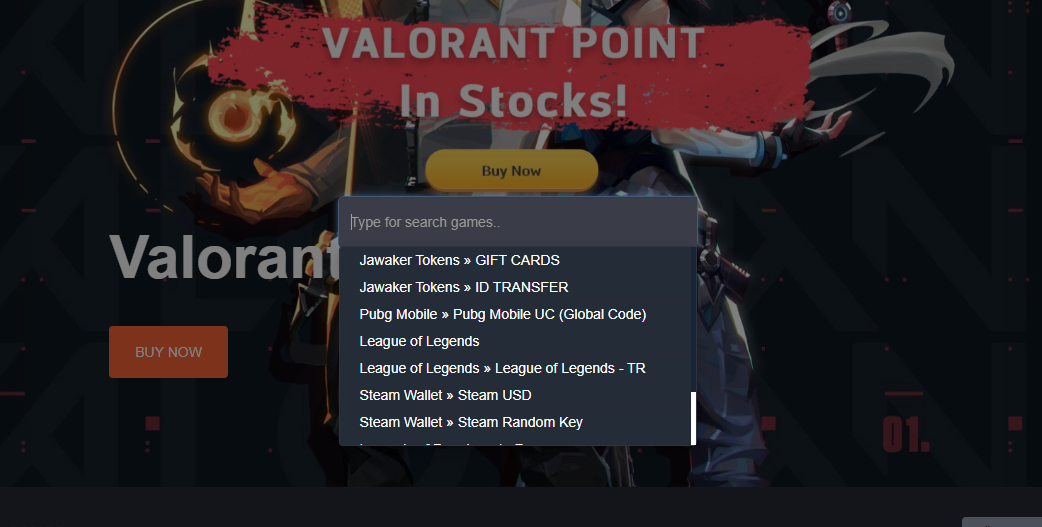 VALORANT POINT
In Stocks!
Buy Now
Type for search games..
Valorant
Jawaker Tokens » GIFT CARDS
Jawaker Tokens » ID TRANSFER
Pubg Mobile » Pubg Mobile UC (Global Code)
League of Legends
BUY NOW
League of Legends » League of Legends - TR
Steam Wallet » Steam USD
Steam Wallet » Steam Random Key
01.